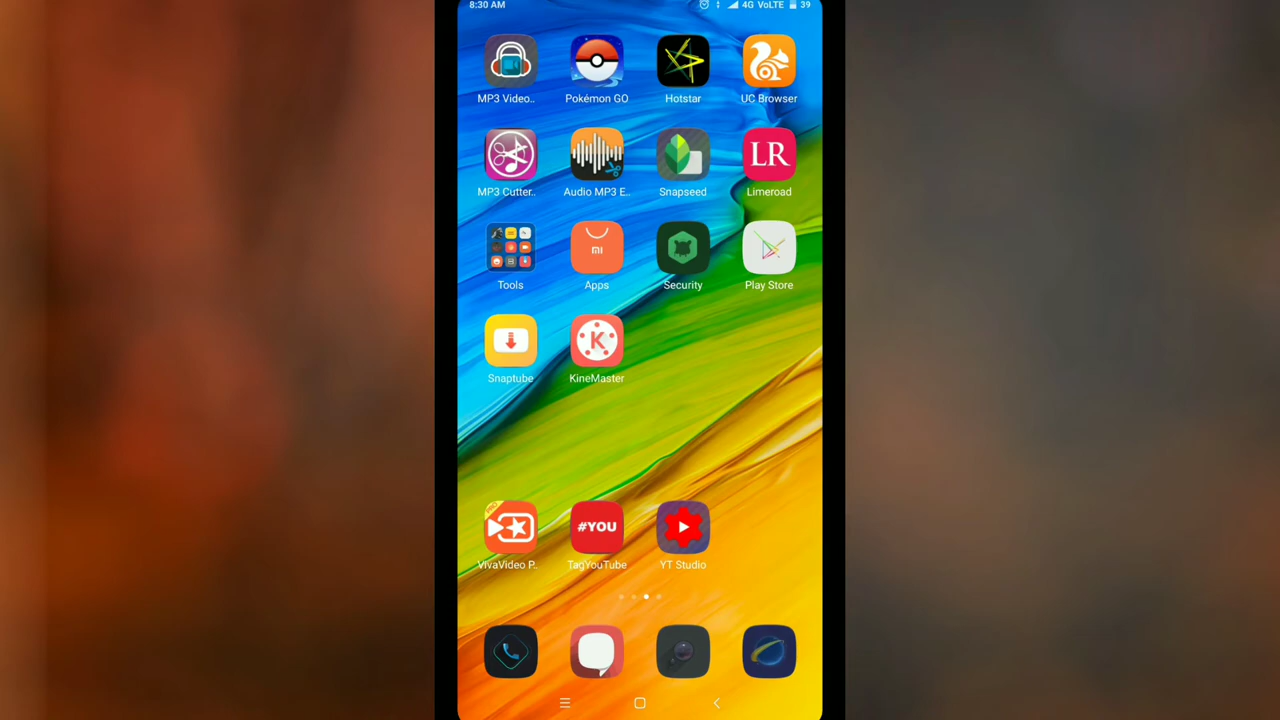 8:30 AM 4G VoLTE 39
MP3 Video.. Pokémon GO Hotstar UC Browser
MP3 Cutter.. Audio MP3 E.. Snapseed Limeroad
LR
Tools Apps Security Play Store
mi
Snaptube KineMaster
K
PRO
#YOU
VivaVideo P.. TagYouTube YT Studio